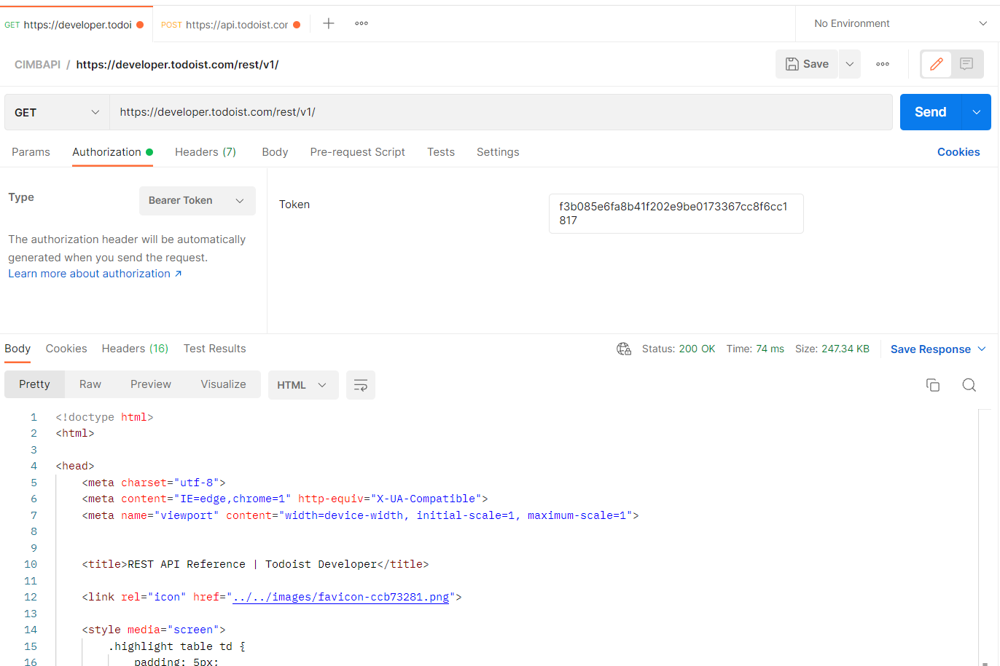 GET https://developer.todoi
POST https://api.todoist.cor
No Environment
CIMBAPI / https://developer.todoist.com/rest/v1/
Save
GET
https://developer.todoist.com/rest/v1/
Send
Params Authorization Headers (7) Body Pre-request Script Tests Settings
Cookies
Type
Bearer Token
The authorization header will be automatically
generated when you send the request.
Learn more about authorization ↗
Token
f3b085e6fa8b41f202e9be0173367cc8f6cc1
817
Body Cookies Headers (16) Test Results
Status: 200 OK Time: 74 ms Size: 247.34 KB
Save Response
Pretty Raw Preview Visualize
HTML
1 <!doctype html>
2 <html>
3
4 <head>
5 <meta charset="utf-8">
6 <meta content="IE=edge,chrome=1" http-equiv="X-UA-Compatible">
7 <meta name="viewport" content="width=device-width, initial-scale=1, maximum-scale=1">
8
9
10 <title>REST API Reference | Todoist Developer</title>
11
12 <link rel="icon" href="../../images/favicon-ccb73281.png">
13
14 <style media="screen">
15 .highlight table td {
16 padding: 5px;